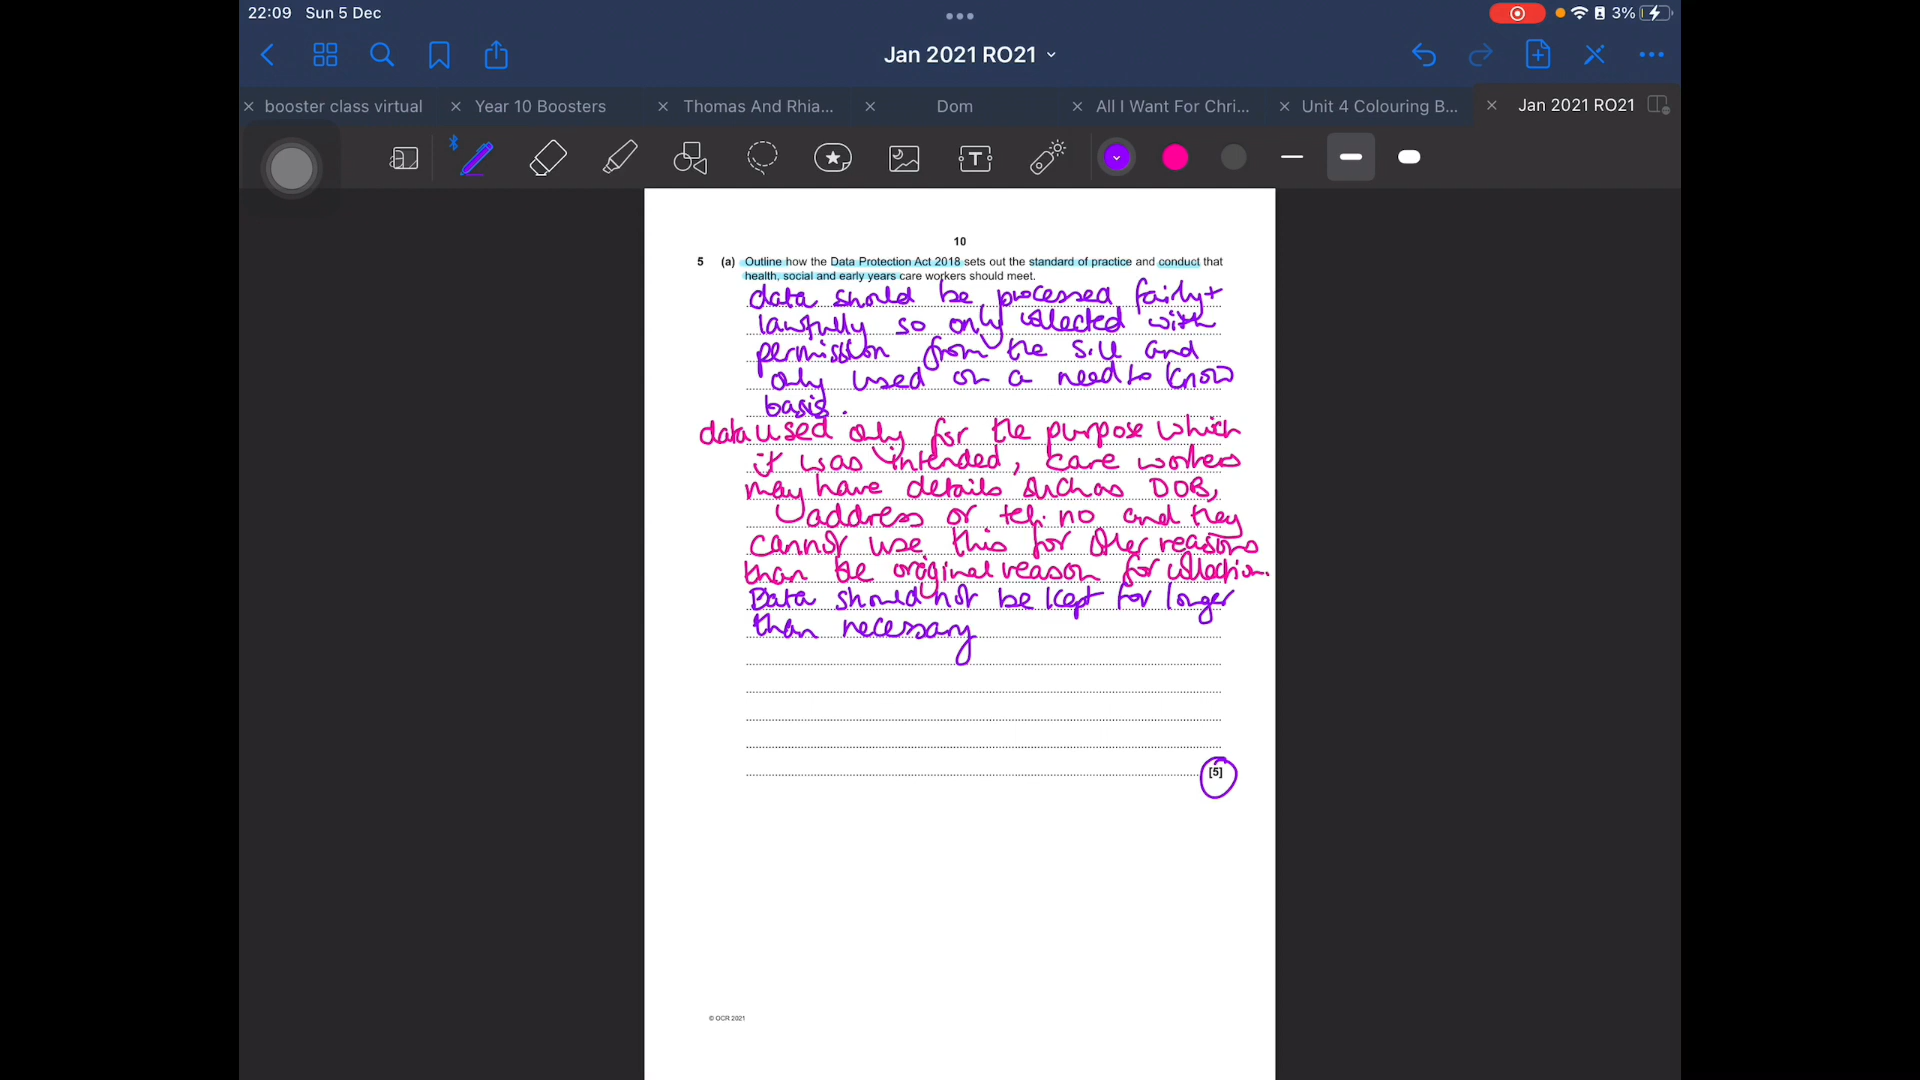 22:09 Sun 5 Dec
3%
Jan 2021 RO21
booster class virtual
Year 10 Boosters
Thomas And Rhia...
Dom
All I Want For Chri...
Unit 4 Colouring B...
Jan 2021 RO21
10
5 (a) Outline how the Data Protection Act 2018 sets out the standard of practice and conduct that
health, social and early years care workers should meet.
data should be processed fairly +
lawfully so only collected with
permission from the S.U and
only used on a need to know
basis.
data used only for the purpose which
it was intended, care workers
may have details such as DOB,
address or tel. no and they
cannot use this for other reasons
than the original reason for collection.
Data should not be kept for longer
than necessary
[5]
© OCR 2021